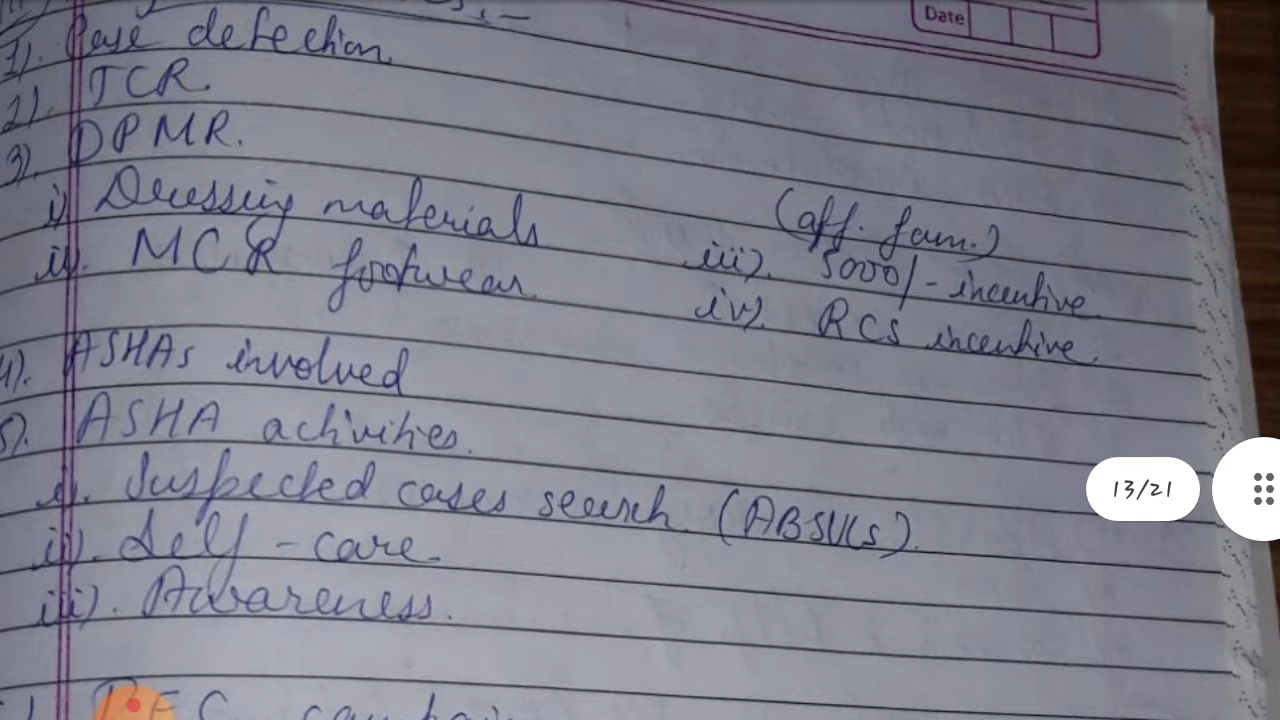 Date
1). Case detection.
2). TCR.
3). DPMR.
i) Dressing materials
ii). MCR footwear.
(aff. fam.)
iii). 5000/- incentive
iv). RCS incentive.
4). ASHAs involved
5). ASHA activities.
i). Suspected cases search. (ABSULs).
ii). Self-care.
iii). Awareness.
13/21